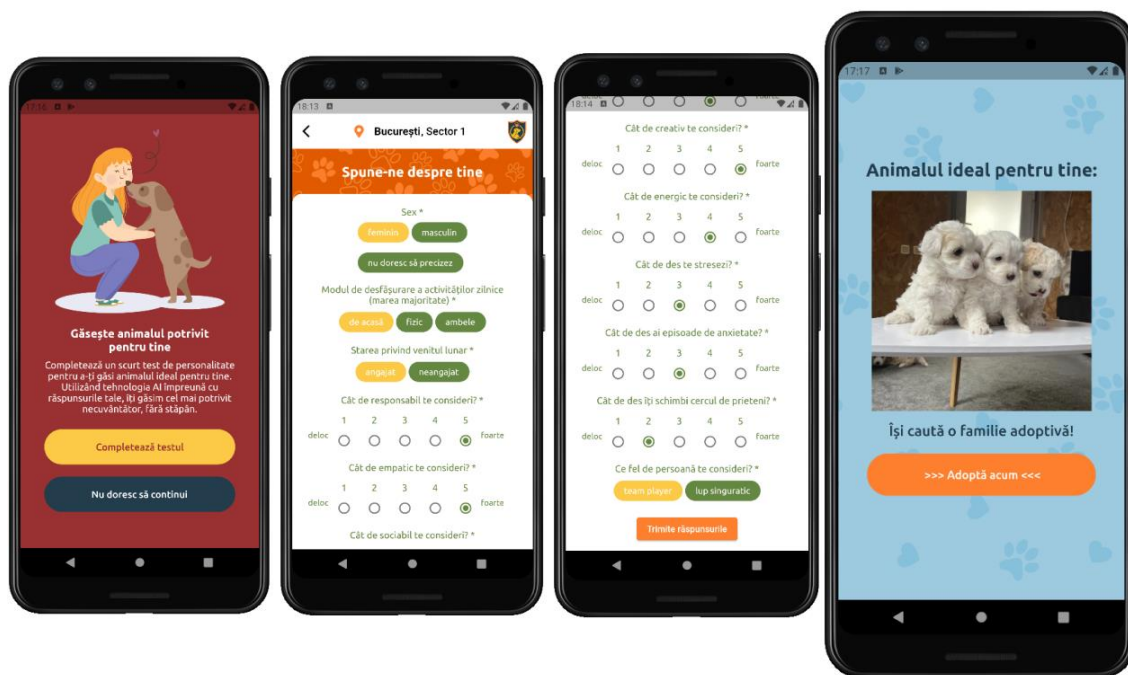 17:16
Găsește animalul potrivit
pentru tine
Completează un scurt test de personalitate
pentru a-ți găsi animalul ideal pentru tine.
Utilizând tehnologia AI împreună cu
răspunsurile tale, iți găsim cel mai potrivit
necuvântător, fără stăpân.
Completează testul
Nu doresc să continui
18:13
București, Sector 1
Spune-ne despre tine
Sex *
feminin masculin
nu doresc să precizez
Modul de desfășurare a activităților zilnice
(marea majoritate) *
de acasă fizic ambele
Starea privind venitul lunar *
angajat neangajat
Cât de responsabil te consideri? *
1 2 3 4 5
deloc foarte
Cât de empatic te consideri? *
1 2 3 4 5
deloc foarte
Cât de sociabil te consideri? *
18:14
deloc
Cât de creativ te consideri? *
1 2 3 4 5
deloc foarte
Cât de energic te consideri? *
1 2 3 4 5
deloc foarte
Cât de des te stresezi? *
1 2 3 4 5
deloc foarte
Cât de des ai episoade de anxietate? *
1 2 3 4 5
deloc foarte
Cât de des îți schimbi cercul de prieteni? *
1 2 3 4 5
deloc foarte
Ce fel de persoană te consideri? *
team player lup singuratic
Trimite răspunsurile
17:17
Animalul ideal pentru tine:
Își caută o familie adoptivă!
>>> Adoptă acum <<<